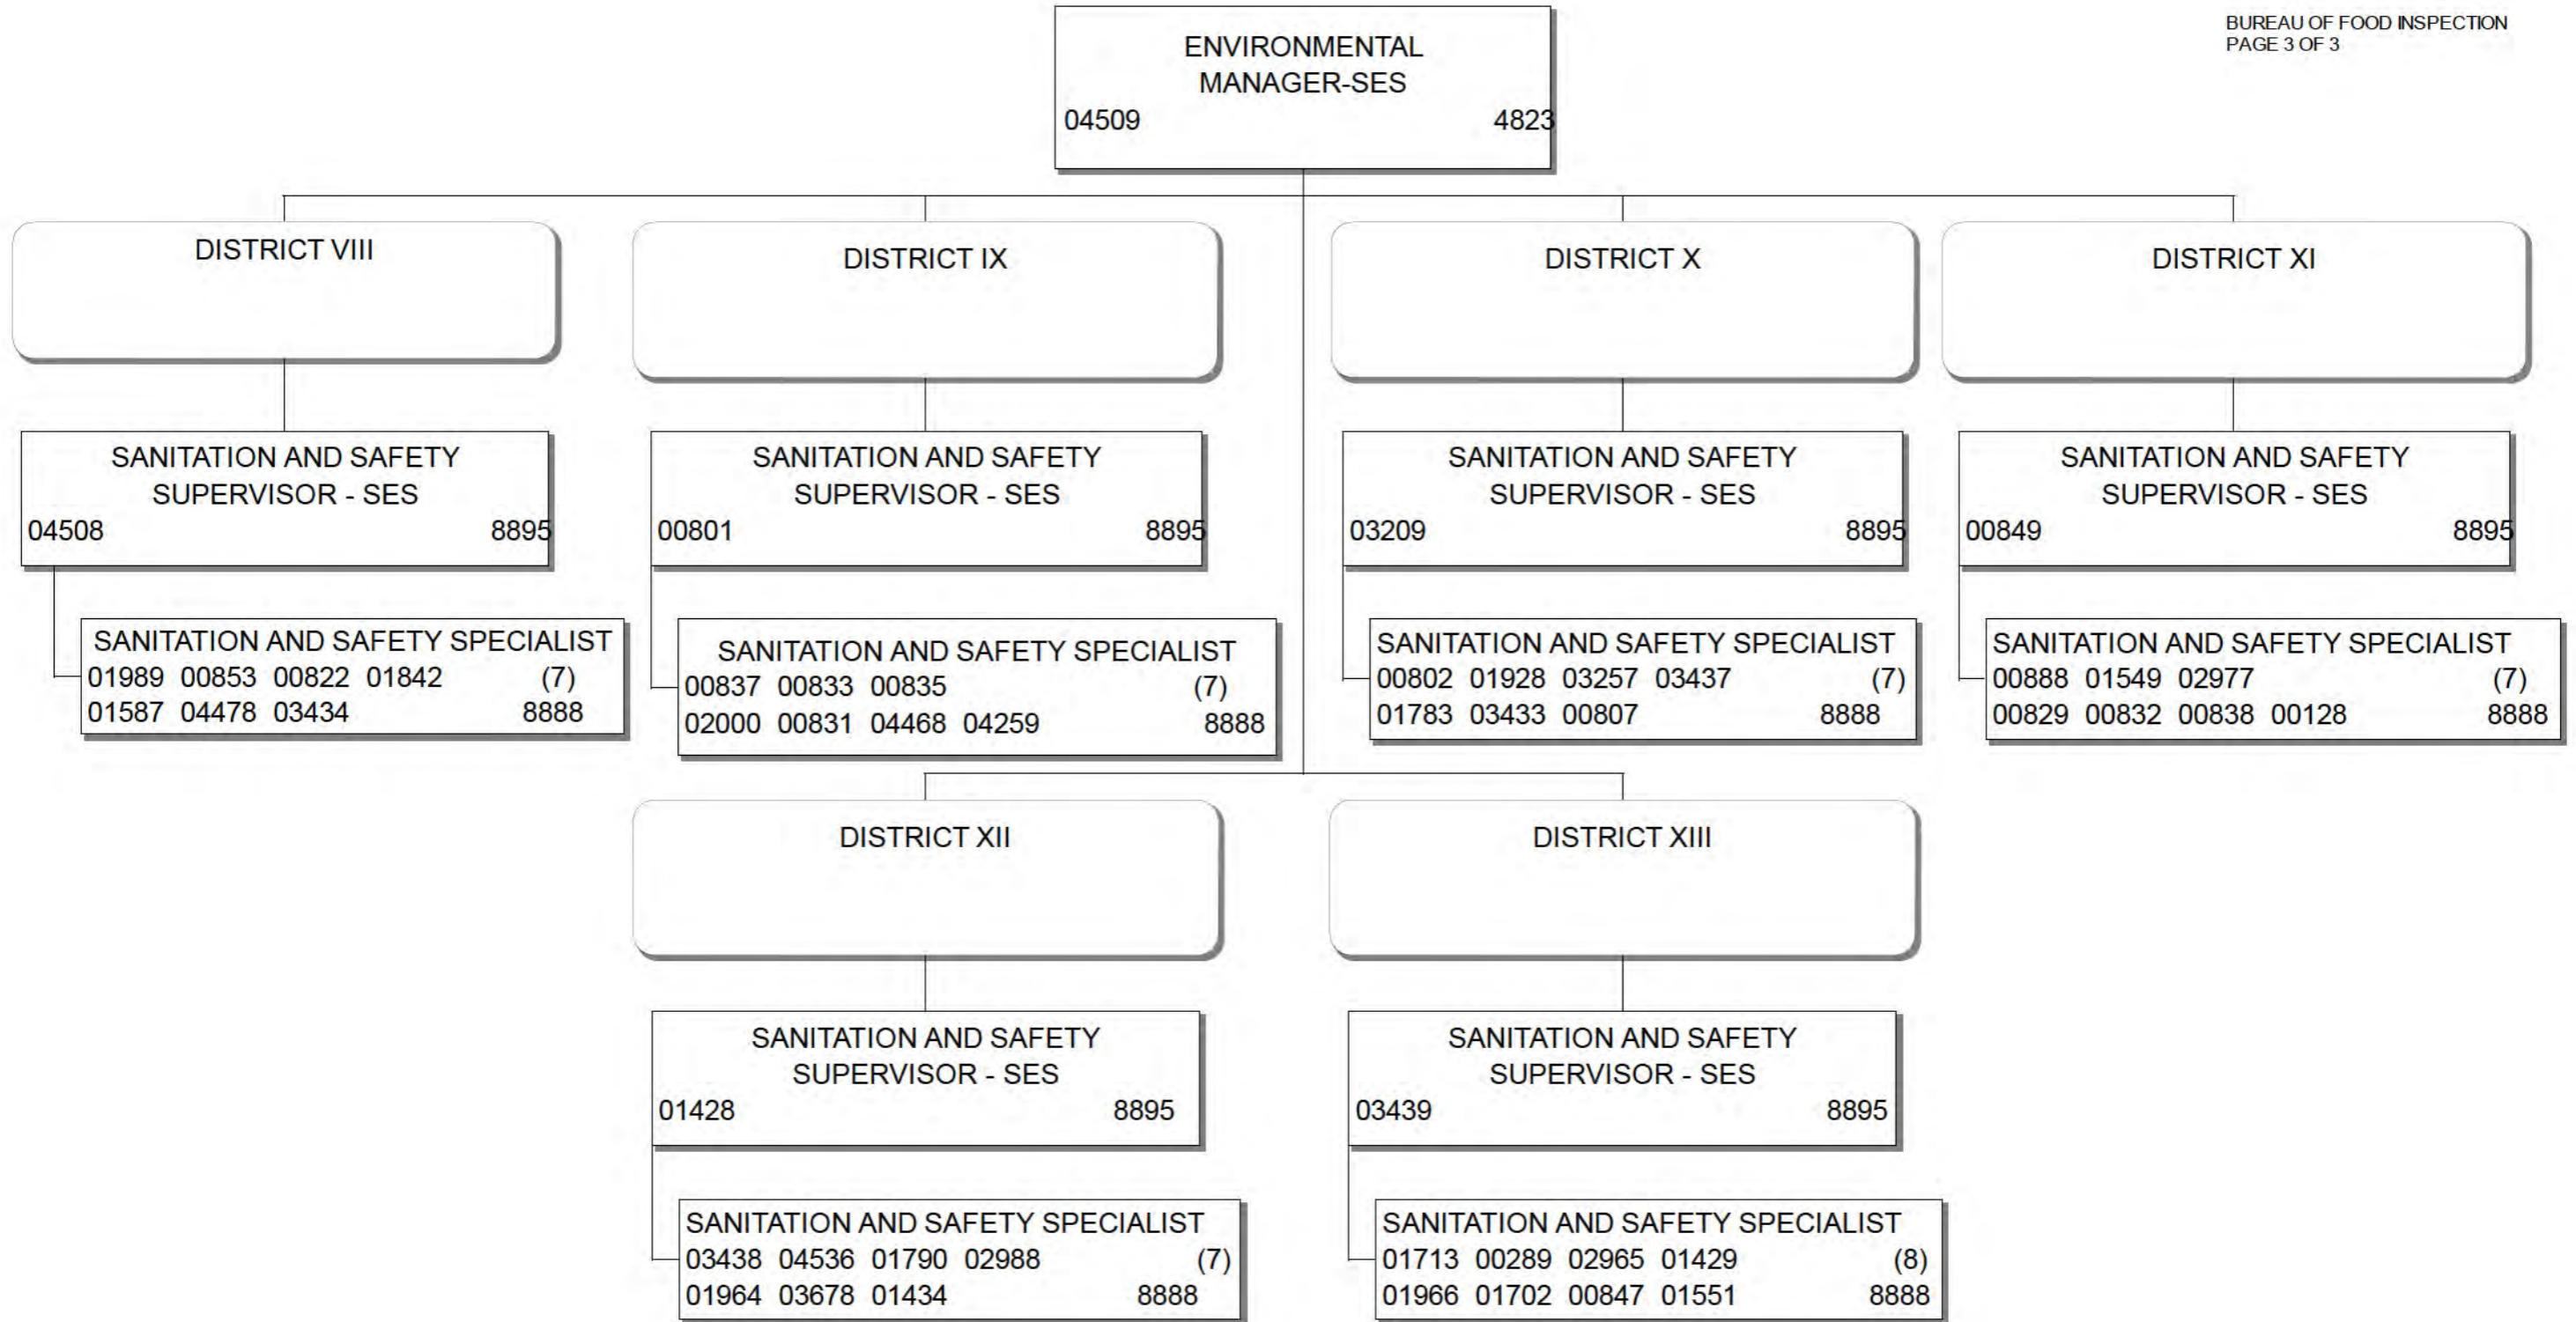 BUREAU OF FOOD INSPECTION
PAGE 3 OF 3
ENVIRONMENTAL
MANAGER-SES
04509 4823
DISTRICT VIII
SANITATION AND SAFETY
SUPERVISOR - SES
04508 8895
SANITATION AND SAFETY SPECIALIST
01989 00853 00822 01842 (7)
01587 04478 03434 8888
DISTRICT IX
SANITATION AND SAFETY
SUPERVISOR - SES
00801 8895
SANITATION AND SAFETY SPECIALIST
00837 00833 00835 (7)
02000 00831 04468 04259 8888
DISTRICT X
SANITATION AND SAFETY
SUPERVISOR - SES
03209 8895
SANITATION AND SAFETY SPECIALIST
00802 01928 03257 03437 (7)
01783 03433 00807 8888
DISTRICT XI
SANITATION AND SAFETY
SUPERVISOR - SES
00849 8895
SANITATION AND SAFETY SPECIALIST
00888 01549 02977 (7)
00829 00832 00838 00128 8888
DISTRICT XII
SANITATION AND SAFETY
SUPERVISOR - SES
01428 8895
SANITATION AND SAFETY SPECIALIST
03438 04536 01790 02988 (7)
01964 03678 01434 8888
DISTRICT XIII
SANITATION AND SAFETY
SUPERVISOR - SES
03439 8895
SANITATION AND SAFETY SPECIALIST
01713 00289 02965 01429 (8)
01966 01702 00847 01551 8888